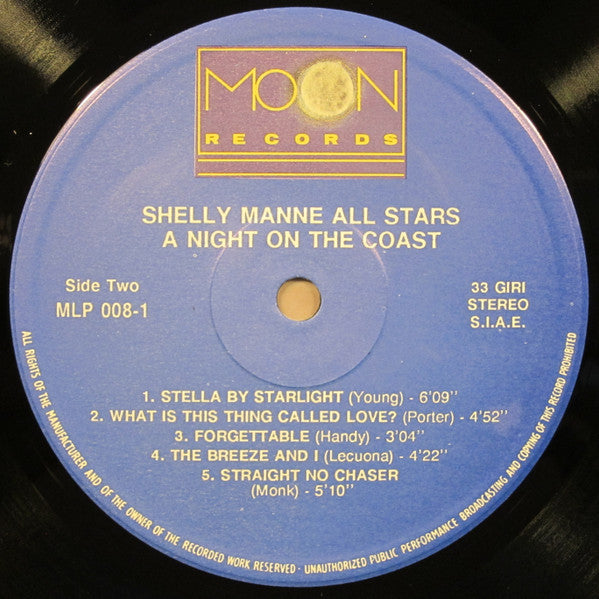 MOON
RECORDS
SHELLY MANNE ALL STARS
A NIGHT ON THE COAST
Side Two
MLP 008-1
33 GIRI
STEREO
S.I.A.E.
1. STELLA BY STARLIGHT (Young) - 6'09''
2. WHAT IS THIS THING CALLED LOVE? (Porter) - 4'52''
3. FORGETTABLE (Handy) - 3'04''
4. THE BREEZE AND I (Lecuona) - 4'22''
5. STRAIGHT NO CHASER
(Monk) - 5'10''
ALL RIGHTS OF THE MANUFACTURER AND OF THE OWNER OF THE RECORDED WORK RESERVED - UNAUTHORIZED PUBLIC PERFORMANCE BROADCASTING AND COPYING OF THIS RECORD PROHIBITED